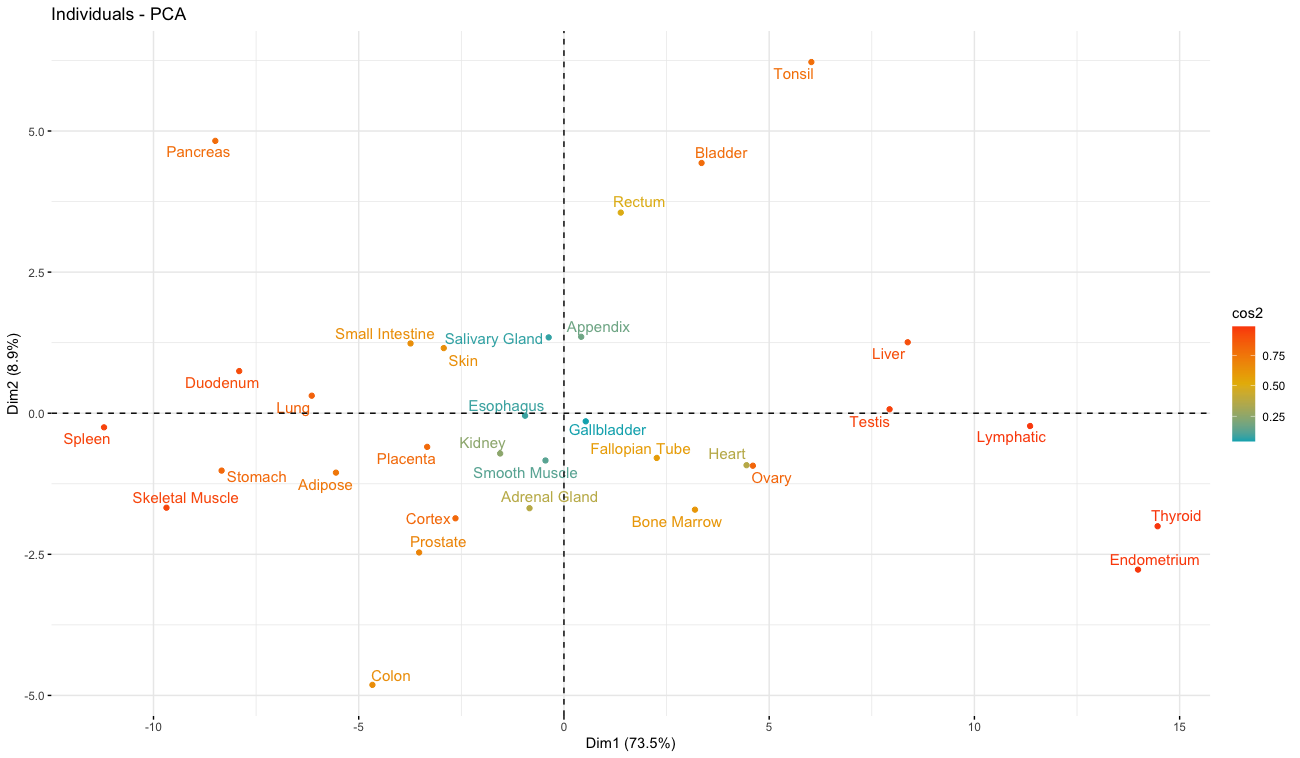 Individuals - PCA
Tonsil
5.0
Pancreas
Bladder
Rectum
2.5
Small Intestine
Salivary Gland
Appendix
Skin
Liver
Duodenum
Lung
Esophagus
0.0
Testis
Spleen
Gallbladder
Lymphatic
Kidney
Fallopian Tube
Heart
Placenta
Smooth Muscle
Stomach
Adipose
Ovary
Skeletal Muscle
Adrenal Gland
Cortex
Bone Marrow
Thyroid
Prostate
-2.5
Endometrium
Colon
-5.0
-10
-5
0
5
10
15
Dim1 (73.5%)
Dim2 (8.9%)
cos2
0.75
0.50
0.25